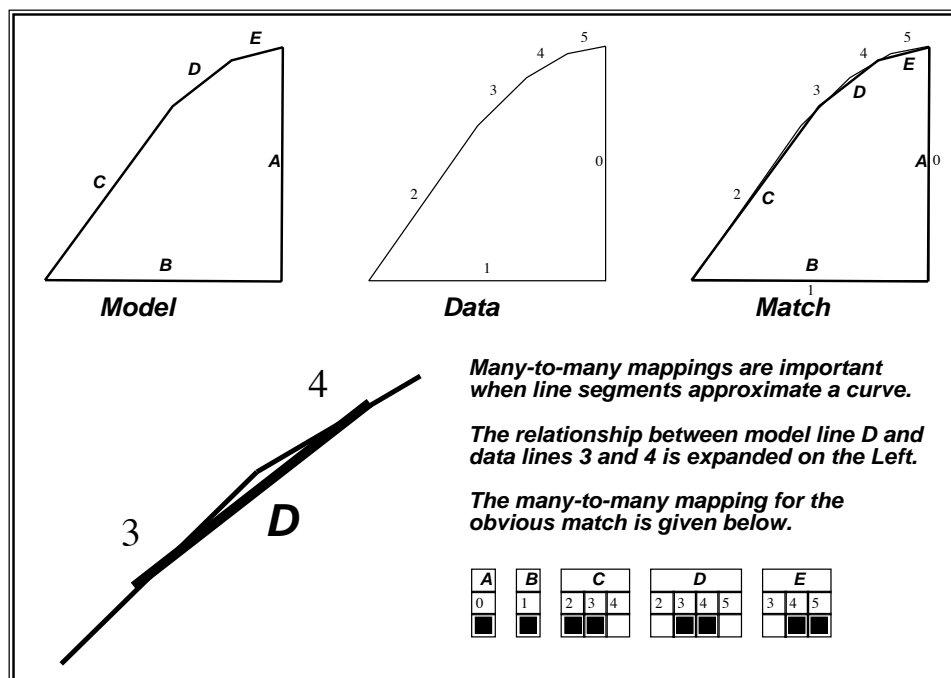 E
D
C
A
B
Model
5
4
3
2
0
1
Data
5
4
E
D
3
A 0
2
C
B
1
Match
4
3
D
Many-to-many mappings are important
when line segments approximate a curve.
The relationship between model line D and
data lines 3 and 4 is expanded on the Left.
The many-to-many mapping for the
obvious match is given below.
A B C D E
0 1 2 3 4 2 3 4 5 3 4 5